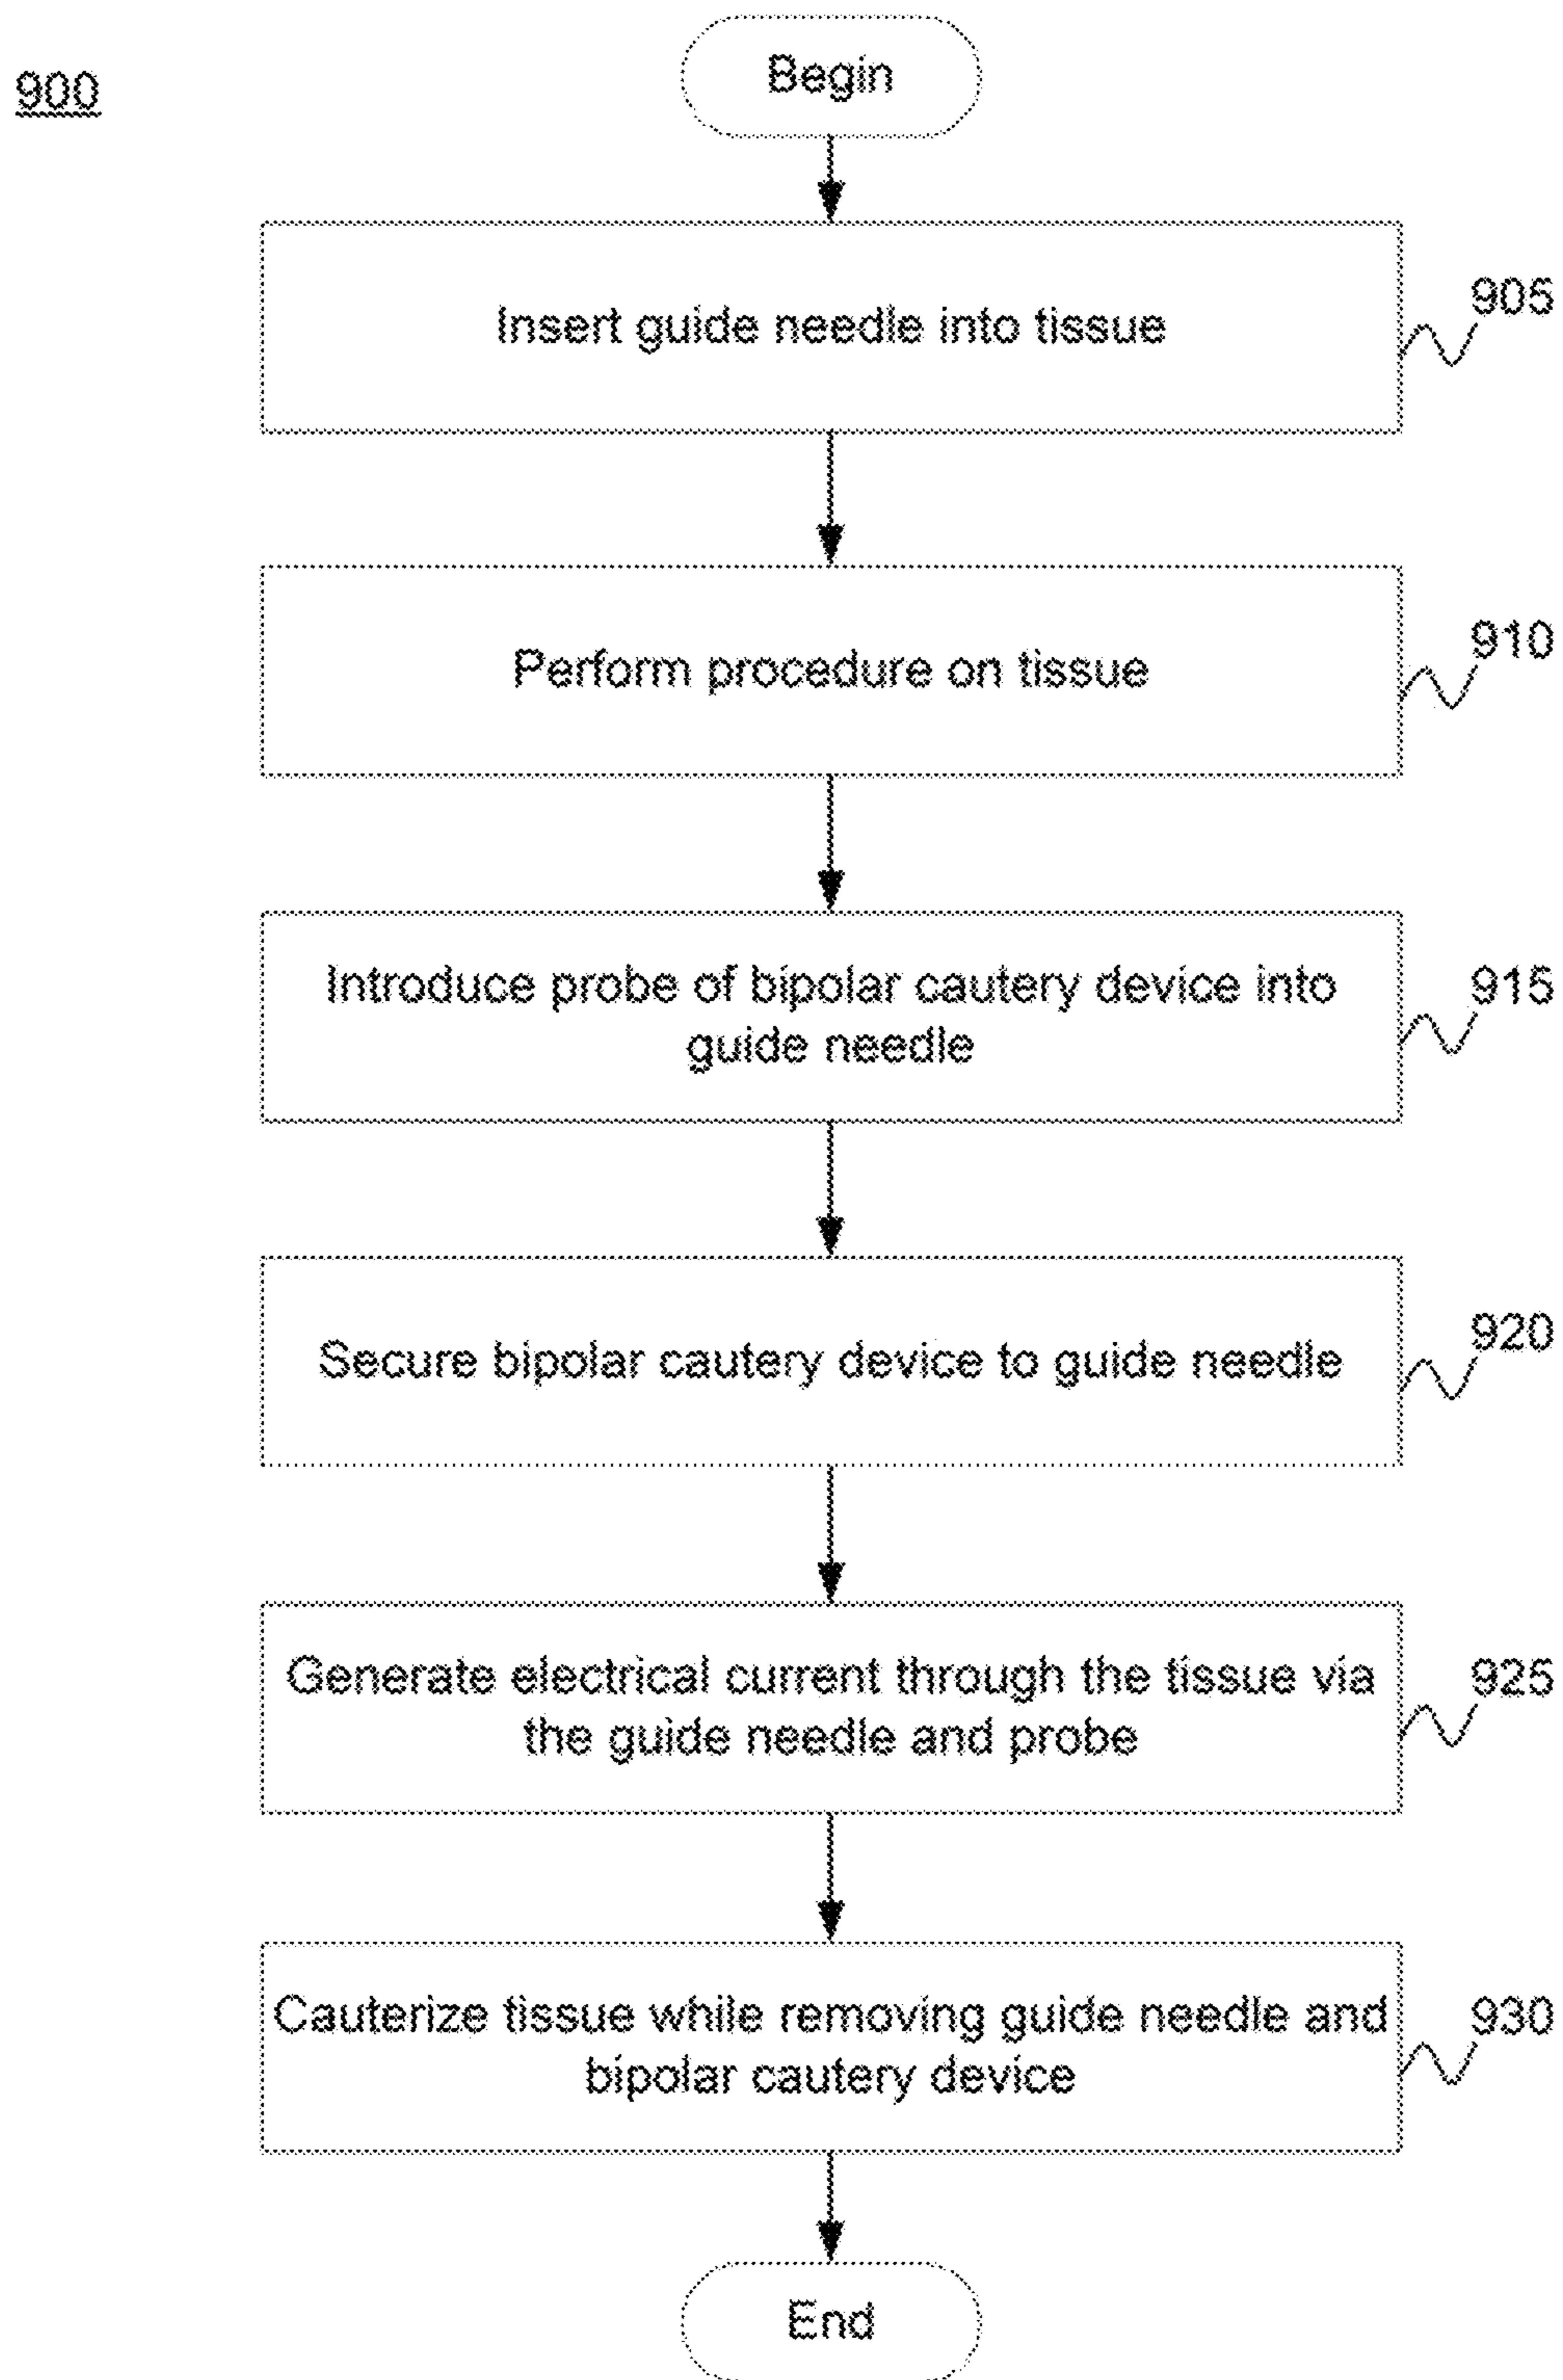 900
Begin
Insert guide needle into tissue
905
Perform procedure on tissue
910
Introduce probe of bipolar cautery device into
guide needle
915
Secure bipolar cautery device to guide needle
920
Generate electrical current through the tissue via
the guide needle and probe
925
Cauterize tissue while removing guide needle and
bipolar cautery device
930
End